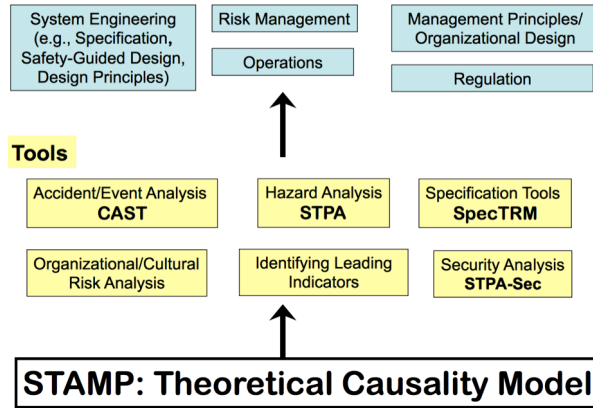 System Engineering
(e.g., Specification,
Safety-Guided Design,
Design Principles)
Risk Management
Operations
Management Principles/
Organizational Design
Regulation
Tools
Accident/Event Analysis
CAST
Hazard Analysis
STPA
Specification Tools
SpecTRM
Organizational/Cultural
Risk Analysis
Identifying Leading
Indicators
Security Analysis
STPA-Sec
STAMP: Theoretical Causality Model